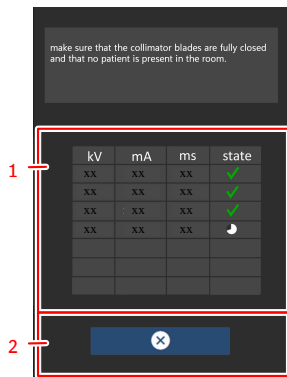 make sure that the collimator blades are fully closed
and that no patient is present in the room.
kV mA ms state
xx xx xx
xx xx xx
xx xx xx
xx xx xx
1
2